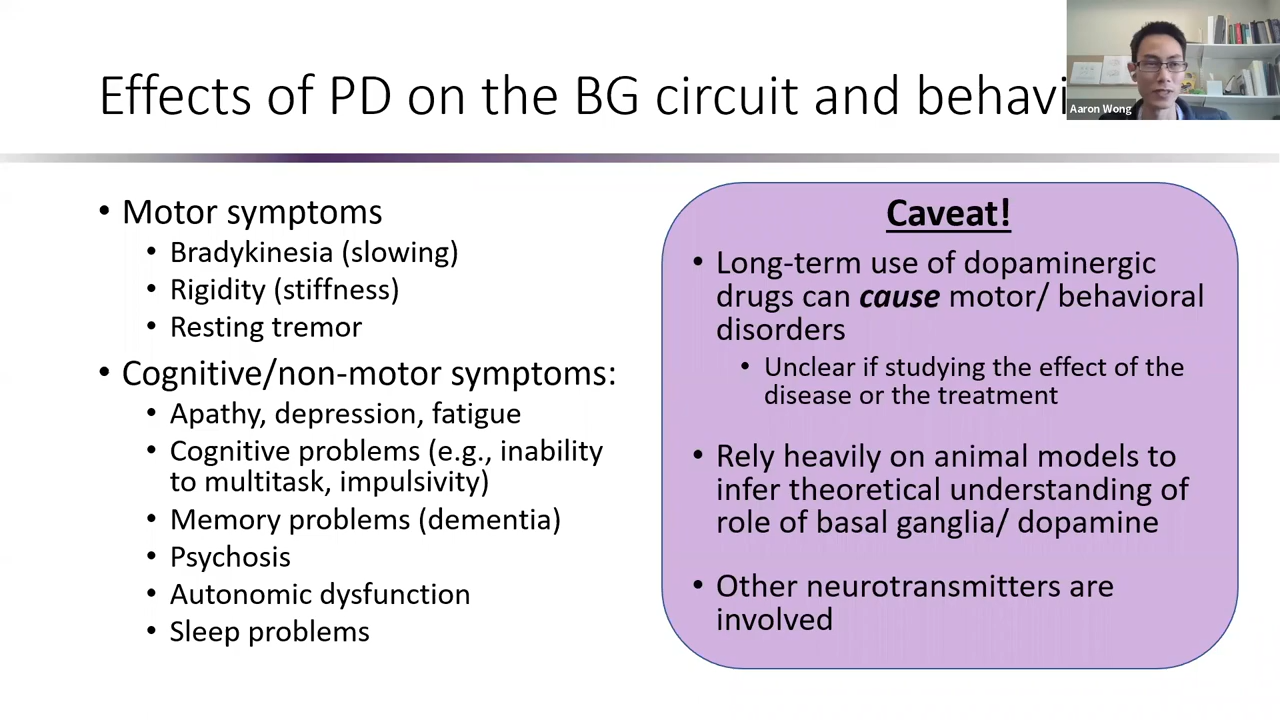 Effects of PD on the BG circuit and behavi
Aaron Wong
• Motor symptoms
• Bradykinesia (slowing)
• Rigidity (stiffness)
• Resting tremor
• Cognitive/non-motor symptoms:
• Apathy, depression, fatigue
• Cognitive problems (e.g., inability
to multitask, impulsivity)
• Memory problems (dementia)
• Psychosis
• Autonomic dysfunction
• Sleep problems
Caveat!
• Long-term use of dopaminergic
drugs can cause motor/ behavioral
disorders
• Unclear if studying the effect of the
disease or the treatment
• Rely heavily on animal models to
infer theoretical understanding of
role of basal ganglia/ dopamine
• Other neurotransmitters are
involved